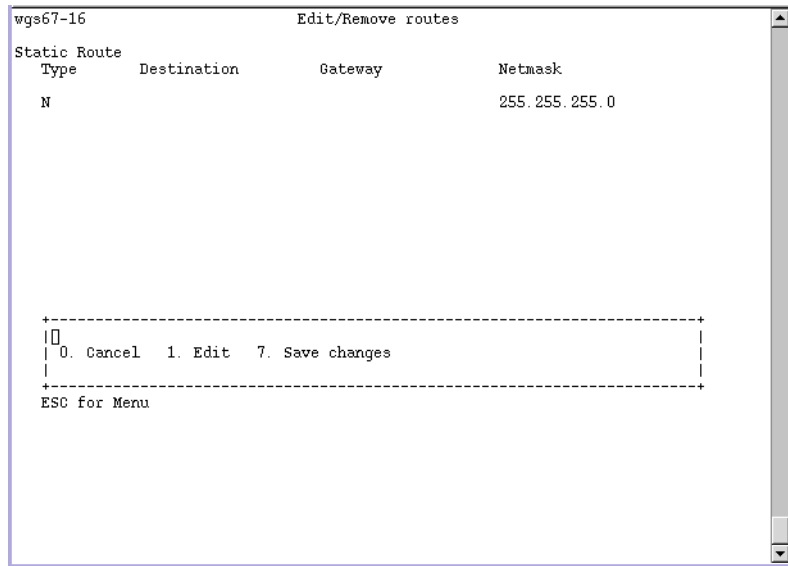 wgs67-16 Edit/Remove routes
Static Route
Type Destination Gateway Netmask
N 255.255.255.0
+------------------------------------------------------------------------+
| |
| 0. Cancel 1. Edit 7. Save changes |
| |
+------------------------------------------------------------------------+
ESC for Menu